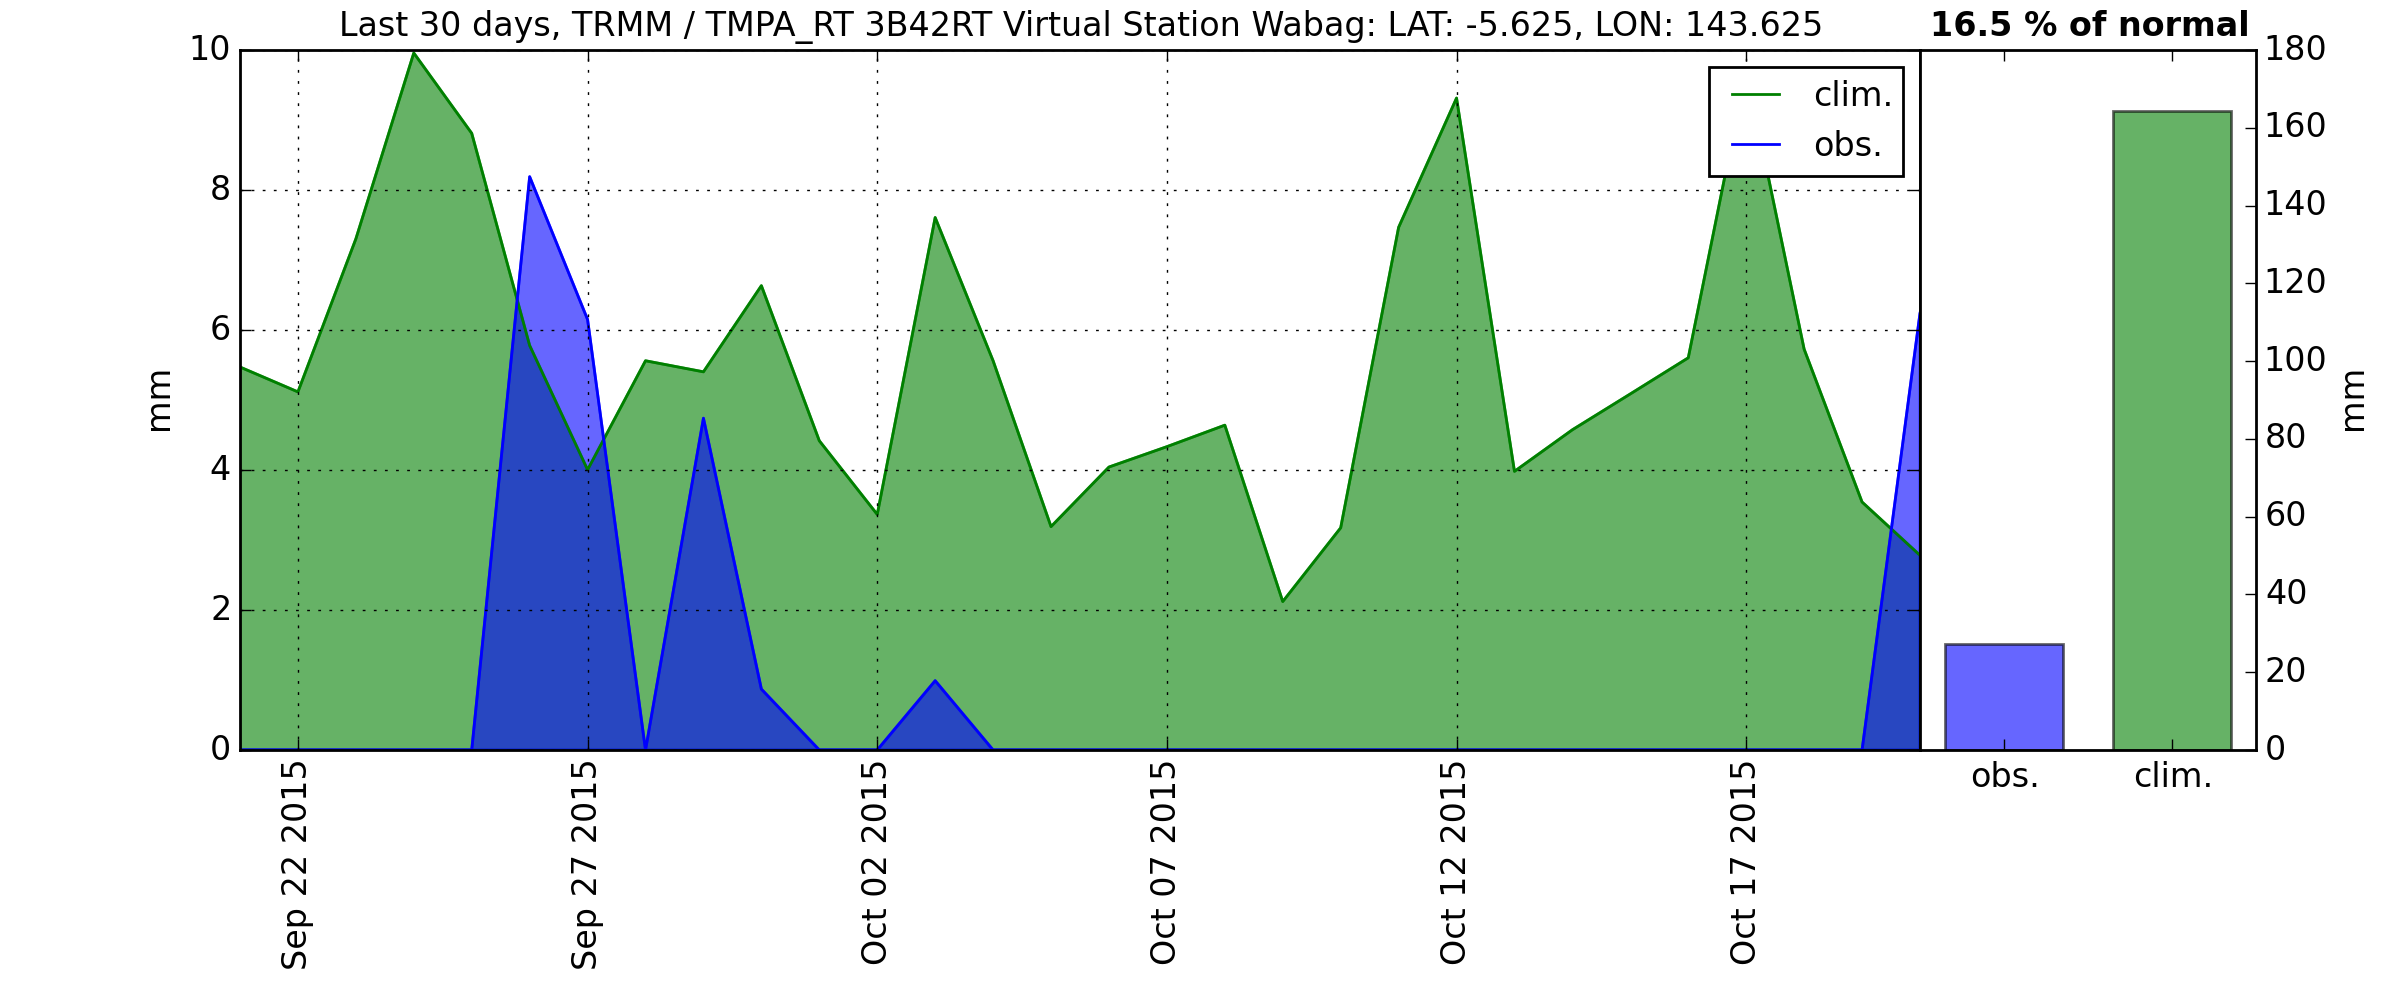 Last 30 days, TRMM / TMPA_RT 3B42RT Virtual Station Wabag: LAT: -5.625, LON: 143.625
16.5 % of normal
10
8
6
4
2
0
mm
clim.
obs.
180
160
140
120
100
80
60
40
20
0
mm
obs.
clim.
Sep 22 2015
Sep 27 2015
Oct 02 2015
Oct 07 2015
Oct 12 2015
Oct 17 2015